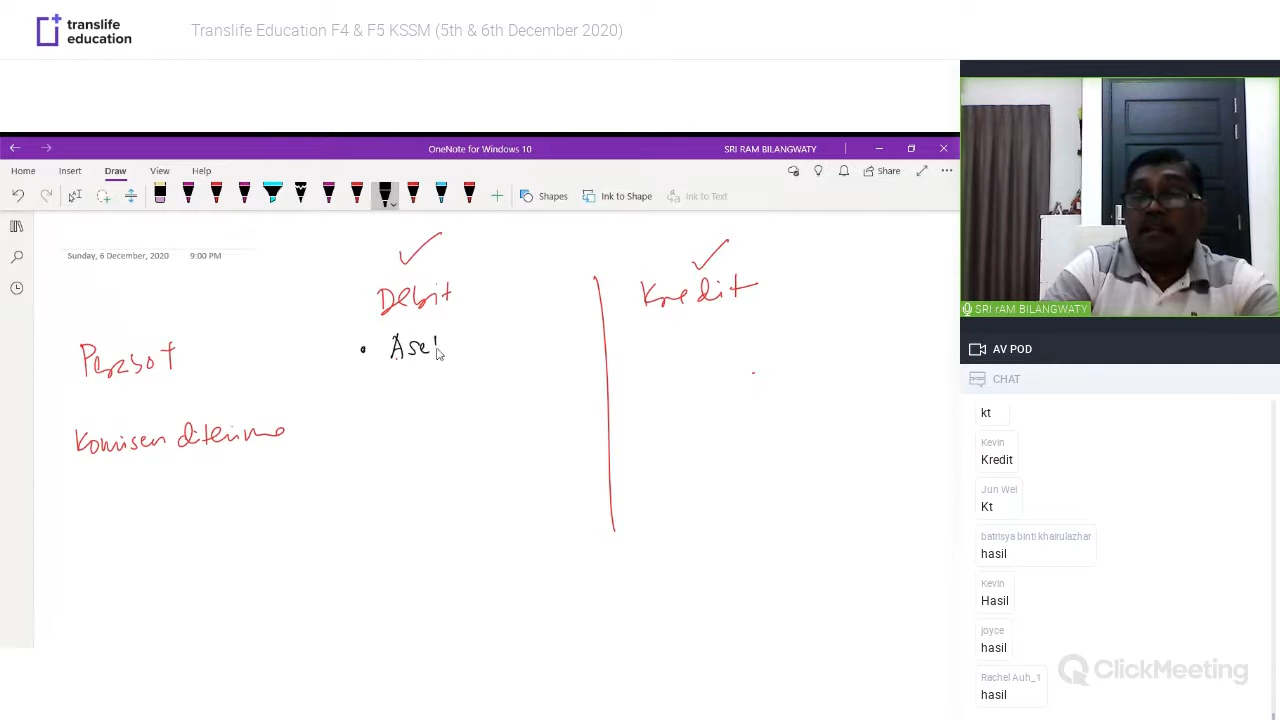 translife
education
Translife Education F4 & F5 KSSM (5th & 6th December 2020)
OneNote for Windows 10
SRI RAM BILANGWATY
Home Insert Draw View Help
Share
Shapes Ink to Shape Ink to Text
Sunday, 6 December, 2020 9:00 PM
Debit
Kredit
Perabot
• Aset
Komisen diterima
SRI rAM BILANGWATY
AV POD
CHAT
kt
Kevin
Kredit
Jun Wei
Kt
batrisya binti khairulazhar
hasil
Kevin
Hasil
joyce
hasil
Rachel Auh_1
hasil
ClickMeeting